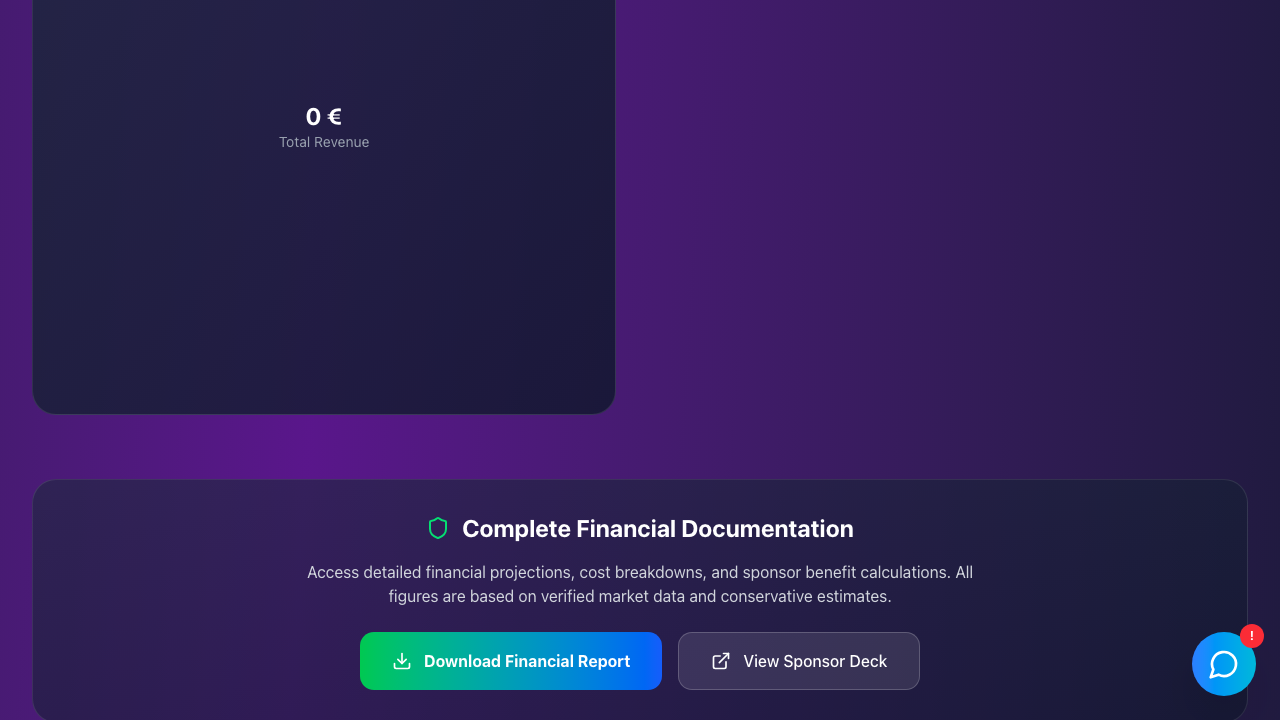 0 €
Total Revenue
Complete Financial Documentation
Access detailed financial projections, cost breakdowns, and sponsor benefit calculations. All
figures are based on verified market data and conservative estimates.
Download Financial Report
View Sponsor Deck
!